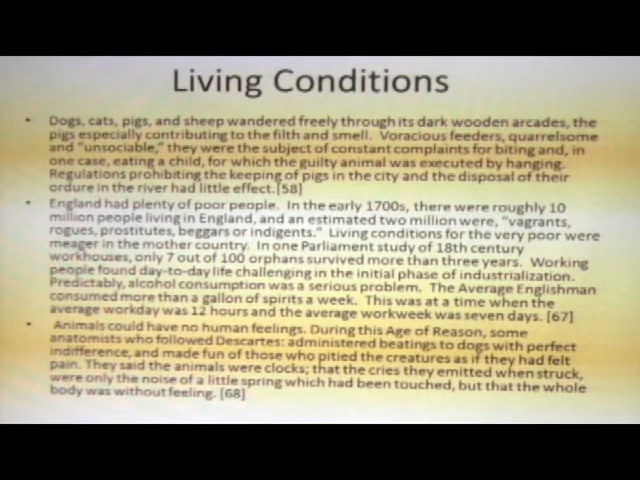 Living Conditions
• Dogs, cats, pigs, and sheep wandered freely through its dark wooden arcades, the
pigs especially contributing to the filth and smell. Voracious feeders, quarrelsome
and "unsociable," they were the subject of constant complaints for biting and, in
one case, eating a child, for which the guilty animal was executed by hanging.
Regulations prohibiting the keeping of pigs in the city and the disposal of their
ordure in the river had little effect.[58]
• England had plenty of poor people. In the early 1700s, there were roughly 10
million people living in England, and an estimated two million were, "vagrants,
rogues, prostitutes, beggars or indigents." Living conditions for the very poor were
meager in the mother country. In one Parliament study of 18th century
workhouses, only 7 out of 100 orphans survived more than three years. Working
people found day-to-day life challenging in the initial phase of industrialization.
Predictably, alcohol consumption was a serious problem. The Average Englishman
consumed more than a gallon of spirits a week. This was at a time when the
average workday was 12 hours and the average workweek was seven days. [67]
• Animals could have no human feelings. During this Age of Reason, some
anatomists who followed Descartes: administered beatings to dogs with perfect
indifference, and made fun of those who pitied the creatures as if they had felt
pain. They said the animals were clocks; that the cries they emitted when struck,
were only the noise of a little spring which had been touched, but that the whole
body was without feeling. [68]